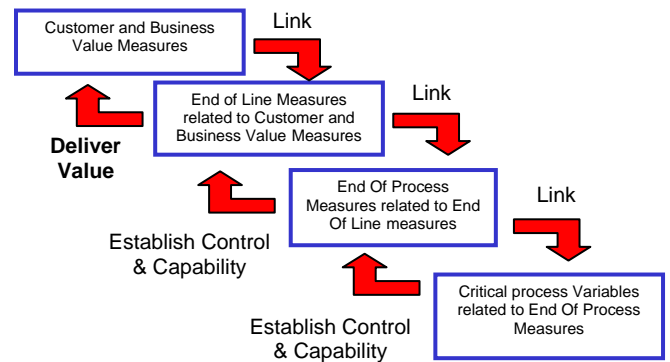 Customer and Business
Value Measures
Link
End of Line Measures
related to Customer and
Business Value Measures
Link
Deliver
Value
End Of Process
Measures related to End
Of Line measures
Link
Establish Control
& Capability
Critical process Variables
related to End Of Process
Measures
Establish Control
& Capability